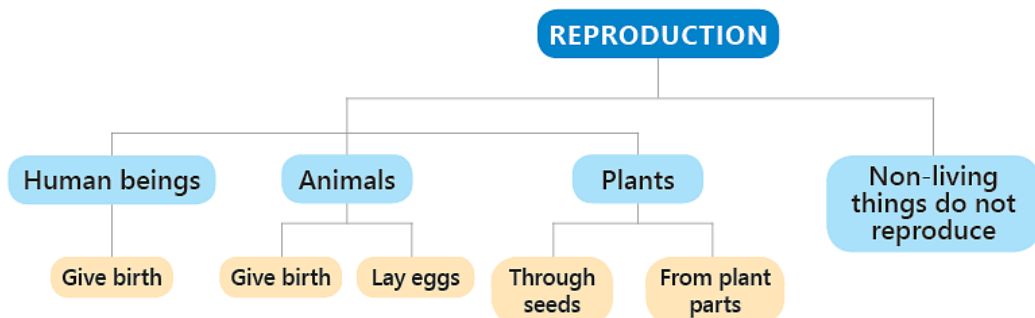 REPRODUCTION
Human beings
Animals
Plants
Non-living
things do not
reproduce
Give birth
Give birth
Lay eggs
Through
seeds
From plant
parts